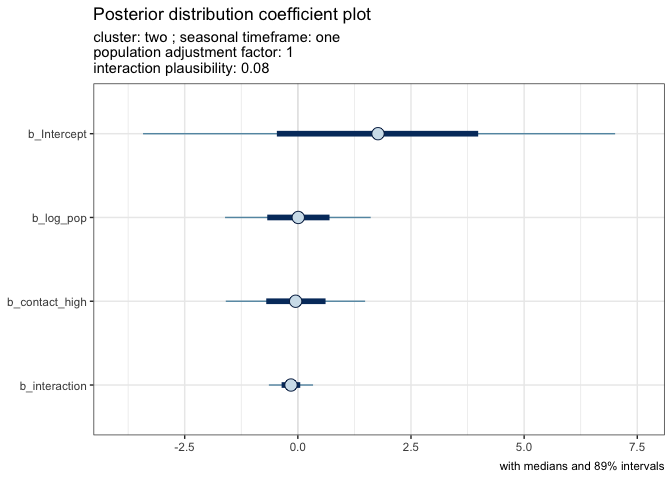 Posterior distribution coefficient plot
cluster: two ; seasonal timeframe: one
population adjustment factor: 1
interaction plausibility: 0.08
b_Intercept
b_log_pop
b_contact_high
b_interaction
-2.5 0.0 2.5 5.0 7.5
with medians and 89% intervals